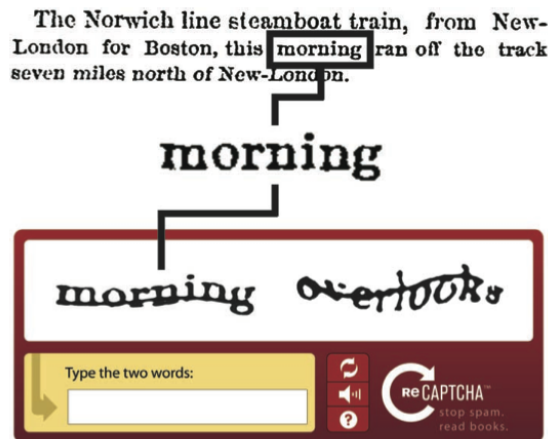 The Norwich line steamboat train, from New-
London for Boston, this morning ran off the track
seven miles north of New-London.
morning
morning overlooks
Type the two words:
?
reCAPTCHA™
stop spam.
read books.